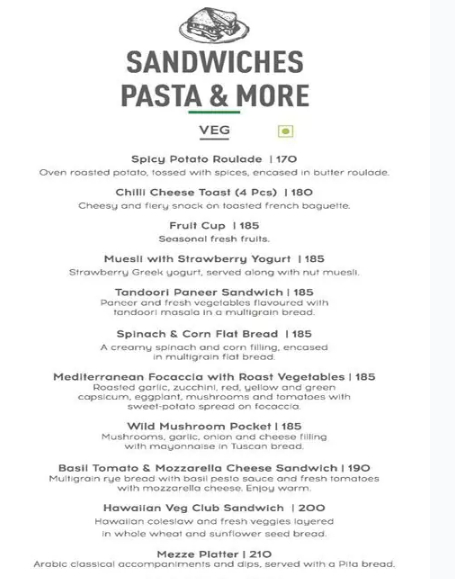 SANDWICHES
PASTA & MORE
VEG
Spicy Potato Roulade | 170
Oven roasted potato, tossed with spices, encased in butter roulade.
Chilli Cheese Toast (4 Pcs) | 180
Cheesy and fiery snack on toasted french baguette.
Fruit Cup | 185
Seasonal fresh fruits.
Muesli with Strawberry Yogurt | 185
Strawberry Greek yogurt, served along with nut muesli.
Tandoori Paneer Sandwich | 185
Paneer and fresh vegetables flavoured with
tandoori masala in a multigrain bread.
Spinach & Corn Flat Bread | 185
A creamy spinach and corn filling, encased
in multigrain flat bread.
Mediterranean Focaccia with Roast Vegetables | 185
Roasted garlic, zucchini, red, yellow and green
capsicum, eggplant, mushrooms and tomatoes with
sweet-potato spread on focaccia.
Wild Mushroom Pocket | 185
Mushrooms, garlic, onion and cheese filling
with mayonnaise in Tuscan bread.
Basil Tomato & Mozzarella Cheese Sandwich | 190
Multigrain rye bread with basil pesto sauce and fresh tomatoes
with mozzarella cheese. Enjoy warm.
Hawaiian Veg Club Sandwich | 200
Hawaiian coleslaw and fresh veggies layered
in whole wheat and sunflower seed bread.
Mezze Platter | 210
Arabic classical accompaniments and dips, served with a Pita bread.